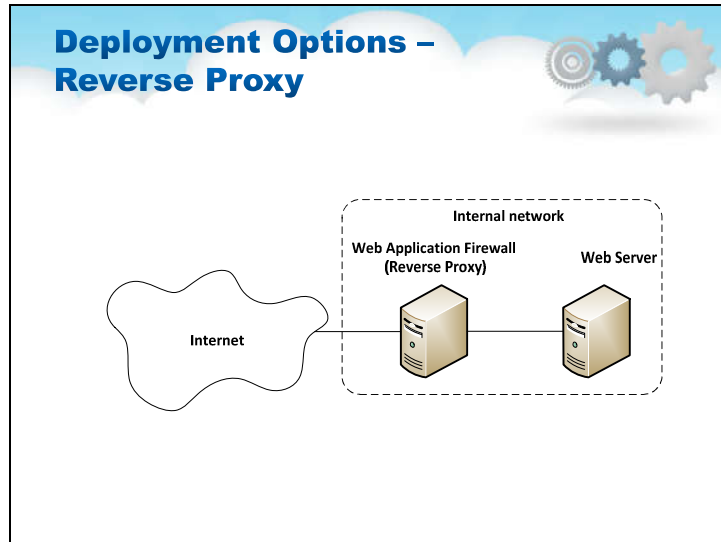 Deployment Options –
Reverse Proxy
Internal network
Web Application Firewall
(Reverse Proxy)
Web Server
Internet